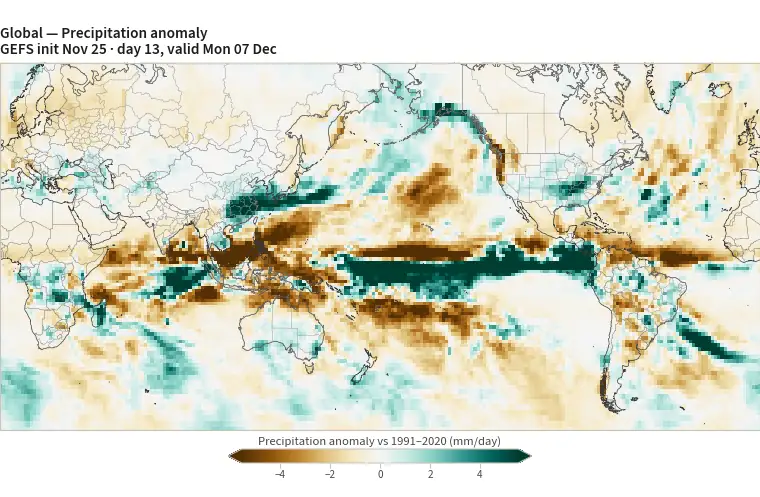 Global — Precipitation anomaly
GEFS init Nov 25 · day 13, valid Mon 07 Dec
Precipitation anomaly vs 1991–2020 (mm/day)
−4 −2 0 2 4